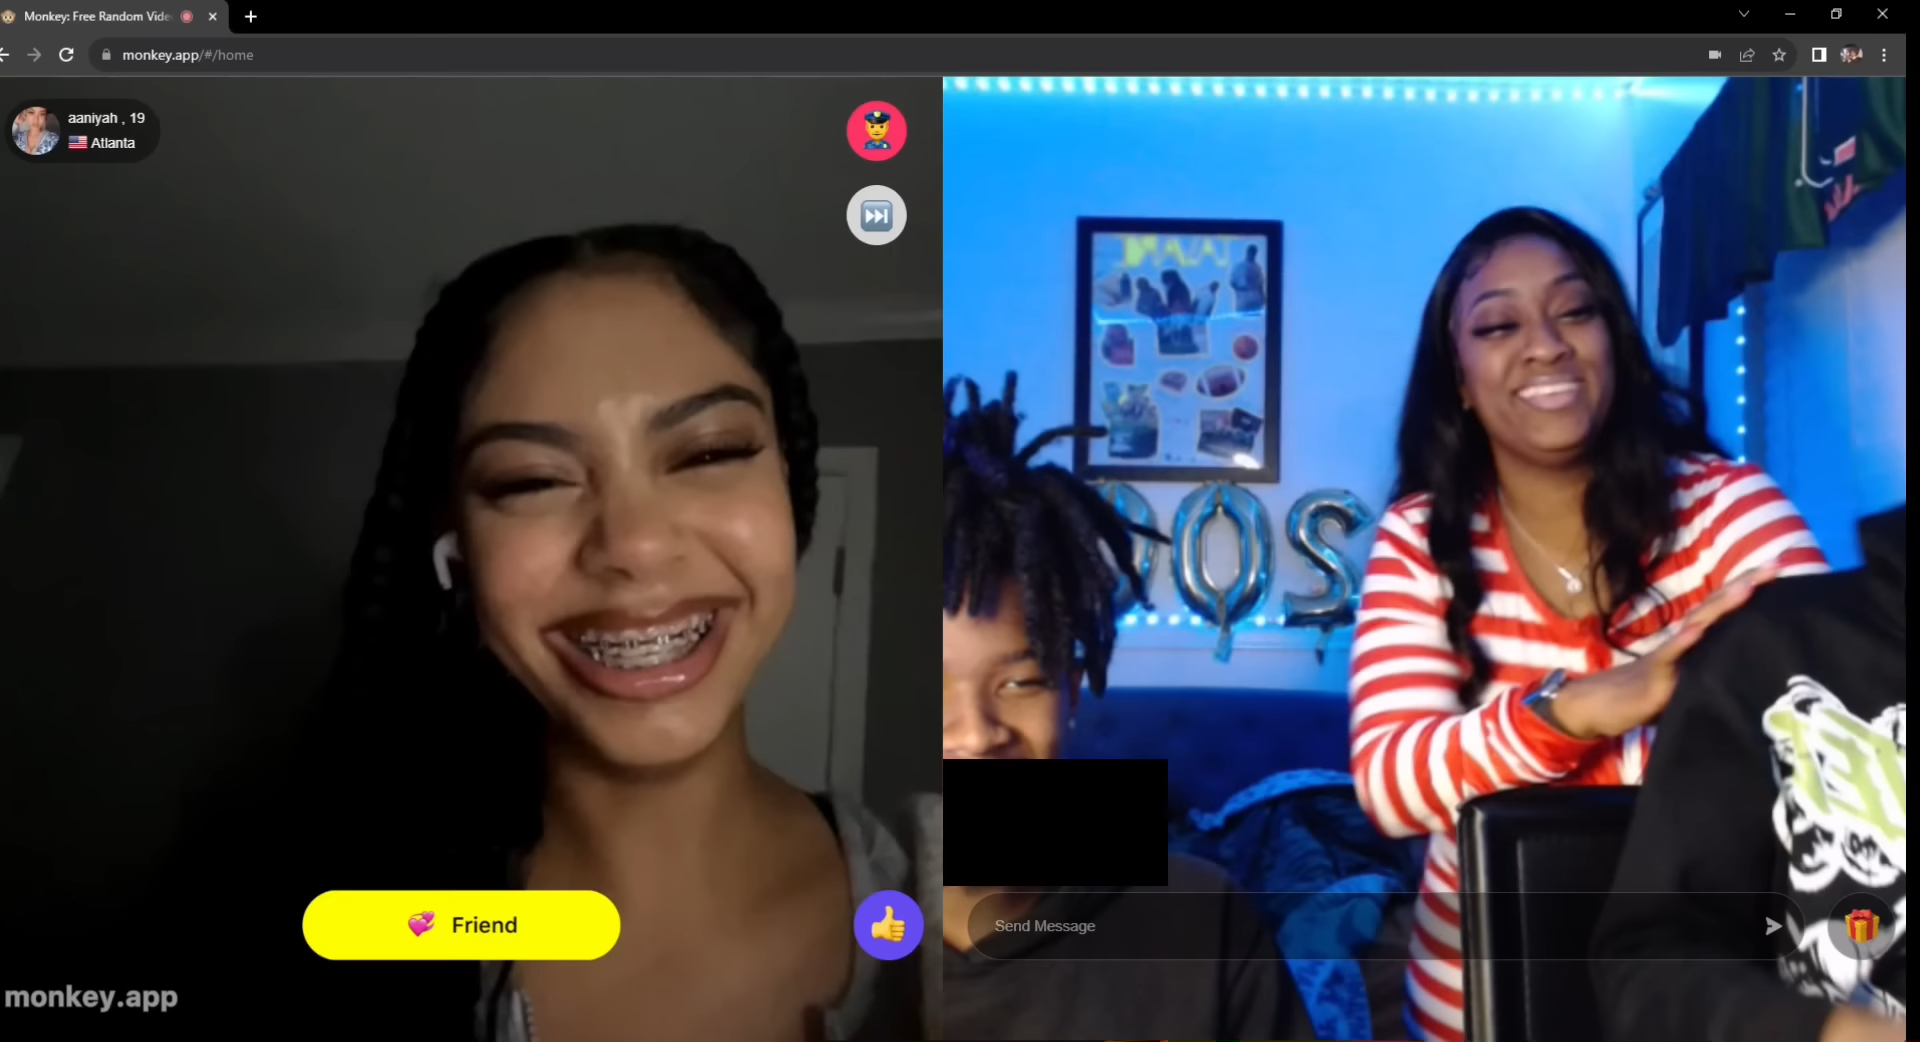 Monkey: Free Random Vide
monkey.app/#/home
aaniyah , 19
Atlanta
Friend
Send Message
monkey.app